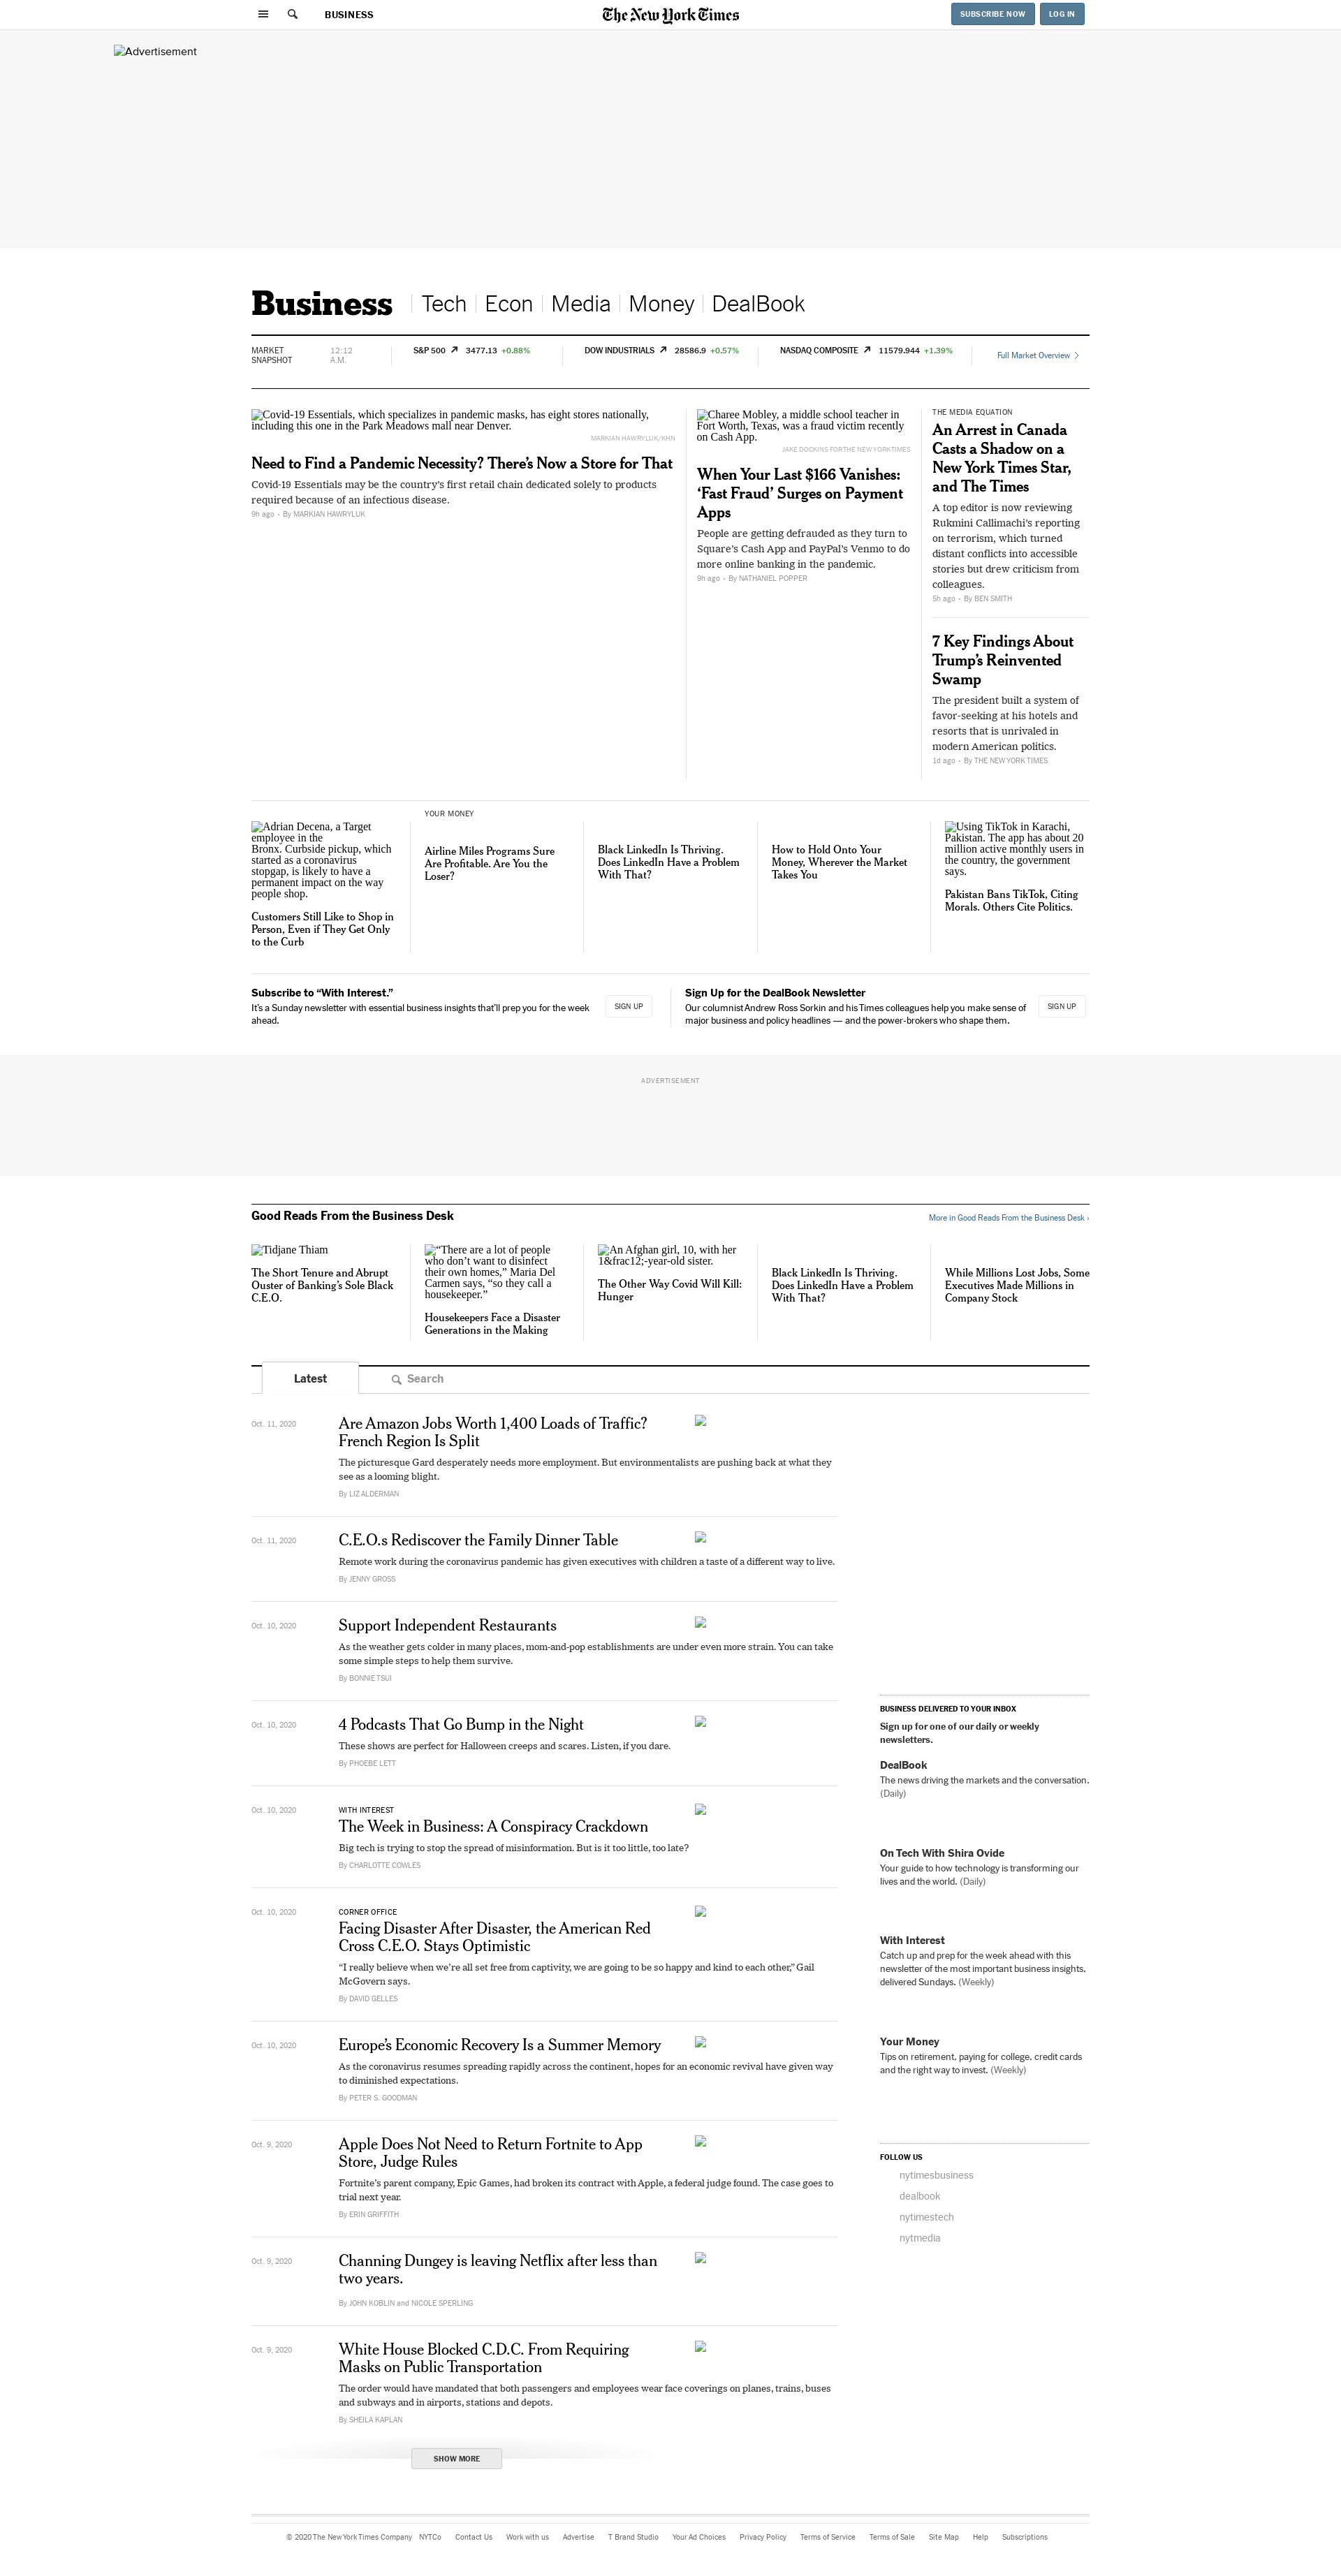 BUSINESS
The New York Times
SUBSCRIBE NOW
LOG IN
Advertisement
Business
Tech
Econ
Media
Money
DealBook
MARKET
SNAPSHOT
12:12
A.M.
S&P 500 3477.13 +0.88%
DOW INDUSTRIALS 28586.9 +0.57%
NASDAQ COMPOSITE 11579.944 +1.39%
Full Market Overview
Covid-19 Essentials, which specializes in pandemic masks, has eight stores nationally,
including this one in the Park Meadows mall near Denver.
MARKIAN HAWRYLUK/KHN
Need to Find a Pandemic Necessity? There’s Now a Store for That
Covid-19 Essentials may be the country’s first retail chain dedicated solely to products
required because of an infectious disease.
9h ago • By MARKIAN HAWRYLUK
Charee Mobley, a middle school teacher in
Fort Worth, Texas, was a fraud victim recently
on Cash App.
JAKE DOCKINS FOR THE NEW YORK TIMES
When Your Last $166 Vanishes:
‘Fast Fraud’ Surges on Payment
Apps
People are getting defrauded as they turn to
Square’s Cash App and PayPal’s Venmo to do
more online banking in the pandemic.
9h ago • By NATHANIEL POPPER
THE MEDIA EQUATION
An Arrest in Canada
Casts a Shadow on a
New York Times Star,
and The Times
A top editor is now reviewing
Rukmini Callimachi’s reporting
on terrorism, which turned
distant conflicts into accessible
stories but drew criticism from
colleagues.
5h ago • By BEN SMITH
7 Key Findings About
Trump’s Reinvented
Swamp
The president built a system of
favor-seeking at his hotels and
resorts that is unrivaled in
modern American politics.
1d ago • By THE NEW YORK TIMES
Adrian Decena, a Target
employee in the
Bronx. Curbside pickup, which
started as a coronavirus
stopgap, is likely to have a
permanent impact on the way
people shop.
Customers Still Like to Shop in
Person, Even if They Get Only
to the Curb
YOUR MONEY
Airline Miles Programs Sure
Are Profitable. Are You the
Loser?
Black LinkedIn Is Thriving.
Does LinkedIn Have a Problem
With That?
How to Hold Onto Your
Money, Wherever the Market
Takes You
Using TikTok in Karachi,
Pakistan. The app has about 20
million active monthly users in
the country, the government
says.
Pakistan Bans TikTok, Citing
Morals. Others Cite Politics.
Subscribe to “With Interest.”
It’s a Sunday newsletter with essential business insights that’ll prep you for the week
ahead.
SIGN UP
Sign Up for the DealBook Newsletter
Our columnist Andrew Ross Sorkin and his Times colleagues help you make sense of
major business and policy headlines — and the power-brokers who shape them.
SIGN UP
ADVERTISEMENT
Good Reads From the Business Desk
More in Good Reads From the Business Desk ›
Tidjane Thiam
The Short Tenure and Abrupt
Ouster of Banking’s Sole Black
C.E.O.
“There are a lot of people
who don’t want to disinfect
their own homes,” Maria Del
Carmen says, “so they call a
housekeeper.”
Housekeepers Face a Disaster
Generations in the Making
An Afghan girl, 10, with her
1&frac12;-year-old sister.
The Other Way Covid Will Kill:
Hunger
Black LinkedIn Is Thriving.
Does LinkedIn Have a Problem
With That?
While Millions Lost Jobs, Some
Executives Made Millions in
Company Stock
Latest
Search
Oct. 11, 2020
Are Amazon Jobs Worth 1,400 Loads of Traffic?
French Region Is Split
The picturesque Gard desperately needs more employment. But environmentalists are pushing back at what they
see as a looming blight.
By LIZ ALDERMAN
Oct. 11, 2020
C.E.O.s Rediscover the Family Dinner Table
Remote work during the coronavirus pandemic has given executives with children a taste of a different way to live.
By JENNY GROSS
Oct. 10, 2020
Support Independent Restaurants
As the weather gets colder in many places, mom-and-pop establishments are under even more strain. You can take
some simple steps to help them survive.
By BONNIE TSUI
Oct. 10, 2020
4 Podcasts That Go Bump in the Night
These shows are perfect for Halloween creeps and scares. Listen, if you dare.
By PHOEBE LETT
Oct. 10, 2020
WITH INTEREST
The Week in Business: A Conspiracy Crackdown
Big tech is trying to stop the spread of misinformation. But is it too little, too late?
By CHARLOTTE COWLES
Oct. 10, 2020
CORNER OFFICE
Facing Disaster After Disaster, the American Red
Cross C.E.O. Stays Optimistic
“I really believe when we’re all set free from captivity, we are going to be so happy and kind to each other,” Gail
McGovern says.
By DAVID GELLES
Oct. 10, 2020
Europe’s Economic Recovery Is a Summer Memory
As the coronavirus resumes spreading rapidly across the continent, hopes for an economic revival have given way
to diminished expectations.
By PETER S. GOODMAN
Oct. 9, 2020
Apple Does Not Need to Return Fortnite to App
Store, Judge Rules
Fortnite’s parent company, Epic Games, had broken its contract with Apple, a federal judge found. The case goes to
trial next year.
By ERIN GRIFFITH
Oct. 9, 2020
Channing Dungey is leaving Netflix after less than
two years.
By JOHN KOBLIN and NICOLE SPERLING
Oct. 9, 2020
White House Blocked C.D.C. From Requiring
Masks on Public Transportation
The order would have mandated that both passengers and employees wear face coverings on planes, trains, buses
and subways and in airports, stations and depots.
By SHEILA KAPLAN
SHOW MORE
BUSINESS DELIVERED TO YOUR INBOX
Sign up for one of our daily or weekly
newsletters.
DealBook
The news driving the markets and the conversation.
(Daily)
On Tech With Shira Ovide
Your guide to how technology is transforming our
lives and the world. (Daily)
With Interest
Catch up and prep for the week ahead with this
newsletter of the most important business insights,
delivered Sundays. (Weekly)
Your Money
Tips on retirement, paying for college, credit cards
and the right way to invest. (Weekly)
FOLLOW US
nytimesbusiness
dealbook
nytimestech
nytmedia
© 2020 The New York Times Company NYTCo Contact Us Work with us Advertise T Brand Studio Your Ad Choices Privacy Policy Terms of Service Terms of Sale Site Map Help Subscriptions